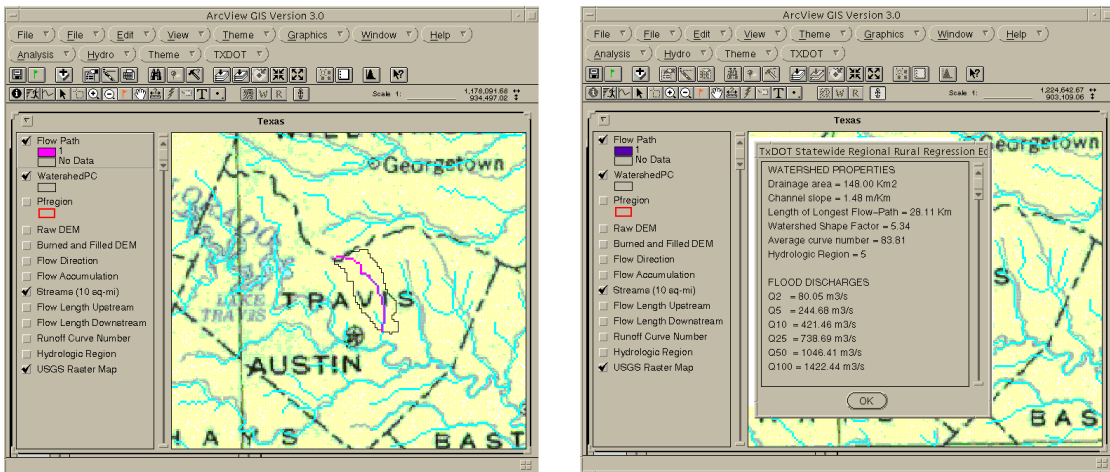 ArcView GIS Version 3.0
File File Edit View Theme Graphics Window Help
Analysis Hydro Theme TXDOT
W R T
Scale 1: 1,178,091.68
934,497.02
Texas
Flow Path
1
No Data
WatershedPC
Pfregion
Raw DEM
Burned and Filled DEM
Flow Direction
Flow Accumulation
Streams (10 sq-mi)
Flow Length Upstream
Flow Length Downstream
Runoff Curve Number
Hydrologic Region
USGS Raster Map
Georgetown
LAKE
TRAVIS
TRAVIS
AUSTIN
HAYS
BAST
ArcView GIS Version 3.0
File File Edit View Theme Graphics Window Help
Analysis Hydro Theme TXDOT
T W R
Scale 1: 1,224,642.67
903,109.06
Texas
Flow Path
1
No Data
WatershedPC
Pfregion
Raw DEM
Burned and Filled DEM
Flow Direction
Flow Accumulation
Streams (10 sq-mi)
Flow Length Upstream
Flow Length Downstream
Runoff Curve Number
Hydrologic Region
USGS Raster Map
Georgetown
TxDOT Statewide Regional Rural Regression Ec
WATERSHED PROPERTIES
Drainage area = 148.00 Km2
Channel slope = 1.48 m/Km
Length of Longest Flow-Path = 28.11 Km
Watershed Shape Factor = 5.34
Average curve number = 83.81
Hydrologic Region = 5
FLOOD DISCHARGES
Q2 = 80.05 m3/s
Q5 = 244.68 m3/s
Q10 = 421.46 m3/s
Q25 = 738.69 m3/s
Q50 = 1046.41 m3/s
Q100 = 1422.44 m3/s
OK
S
BAS